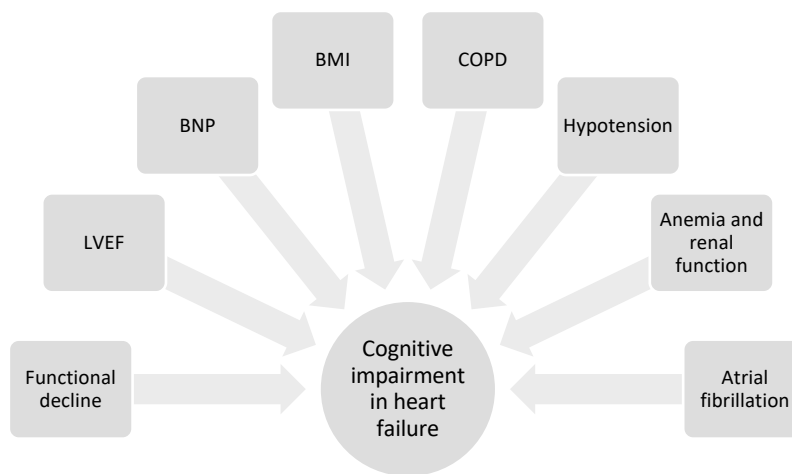 BMI
COPD
BNP
Hypotension
LVEF
Anemia and
renal
function
Functional
decline
Cognitive
impairment
in heart
failure
Atrial
fibrillation